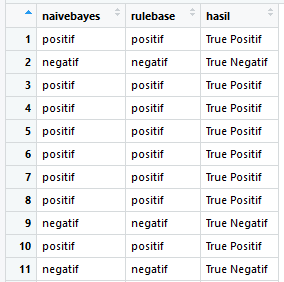 naivebayes rulebase hasil
1 positif positif True Positif
2 negatif negatif True Negatif
3 positif positif True Positif
4 positif positif True Positif
5 positif positif True Positif
6 positif positif True Positif
7 positif positif True Positif
8 positif positif True Positif
9 negatif negatif True Negatif
10 positif positif True Positif
11 negatif negatif True Negatif